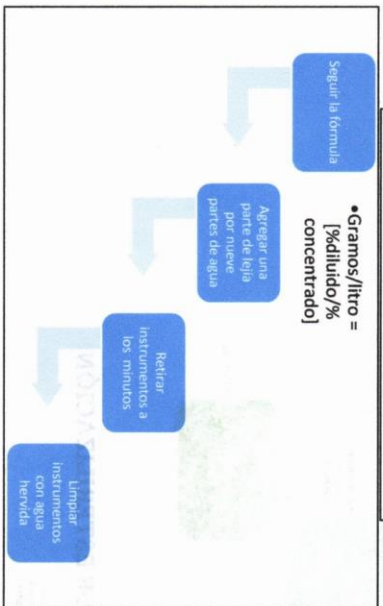 Seguir la fórmula
•Gramos/litro =
[%diluido/%
concentrado]
Agregar una
parte de lejía
por nueve
partes de agua
Retirar
instrumentos a
los minutos
Limpiar
instrumentos
con agua
hervida